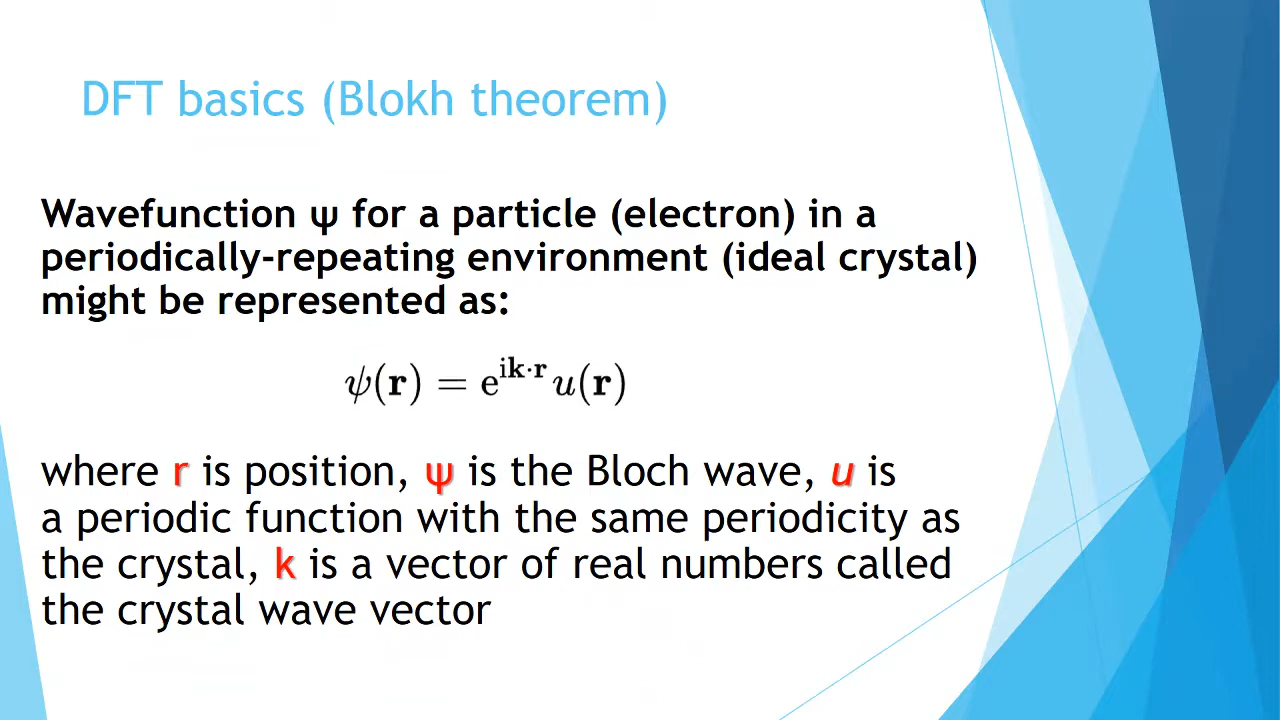 DFT basics (Blokh theorem)
Wavefunction ψ for a particle (electron) in a
periodically-repeating environment (ideal crystal)
might be represented as:
ψ(r) = e^{ik·r} u(r)
where r is position, ψ is the Bloch wave, u is
a periodic function with the same periodicity as
the crystal, k is a vector of real numbers called
the crystal wave vector